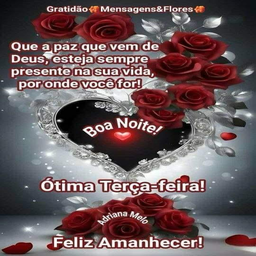 Gratidão Mensagens&Flores
Que a paz que vem de
Deus, esteja sempre
presente na sua vida,
por onde você for!
Boa Noite!
Ótima Terça-feira!
Adriana Melo
Feliz Amanhecer!